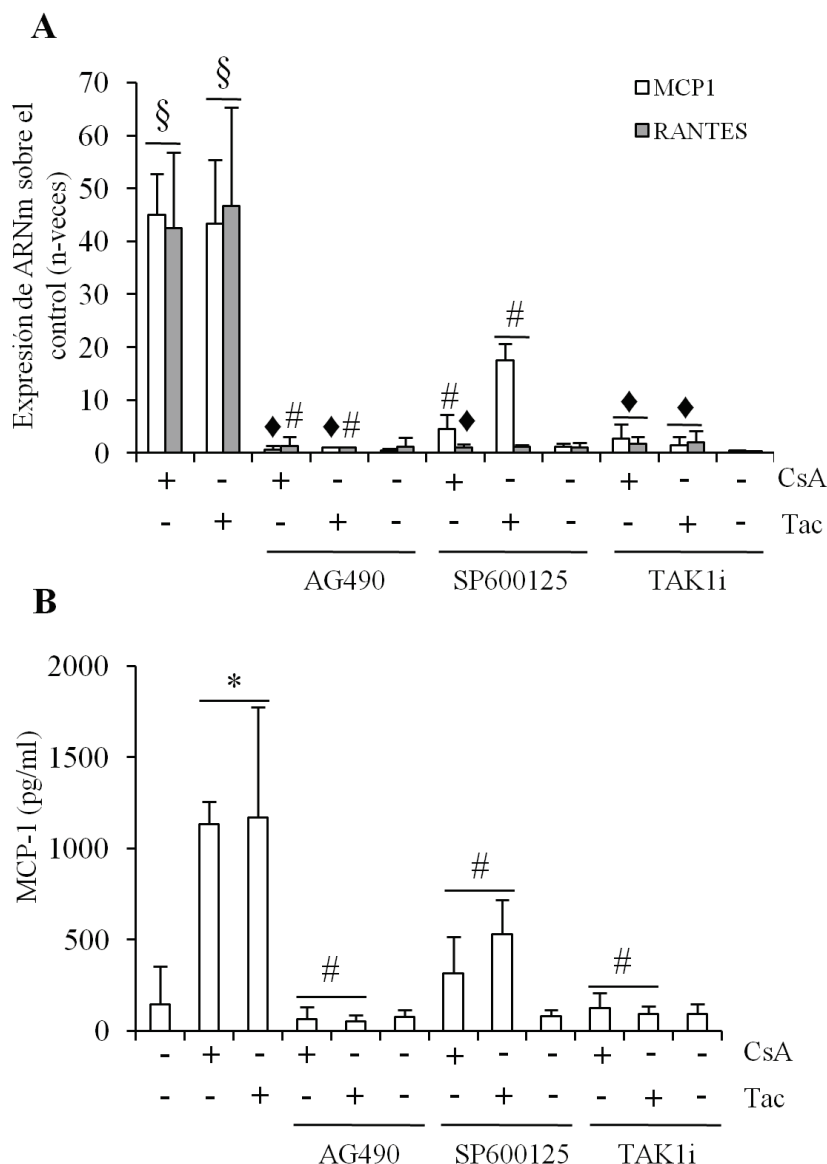 A
MCP1
RANTES
Expresión de ARNm sobre el
control (n-veces)
70
60
50
40
30
20
10
0
§ §
♦ # ♦ # # ♦ # ♦ ♦
+ - + - - + - - + - - CsA
- + - + - - + - - + - Tac
AG490 SP600125 TAK1i
B
MCP-1 (pg/ml)
2000
1500
1000
500
0
* # # #
- + - + - - + - - + - - CsA
- - + - + - - + - - + - Tac
AG490 SP600125 TAK1i